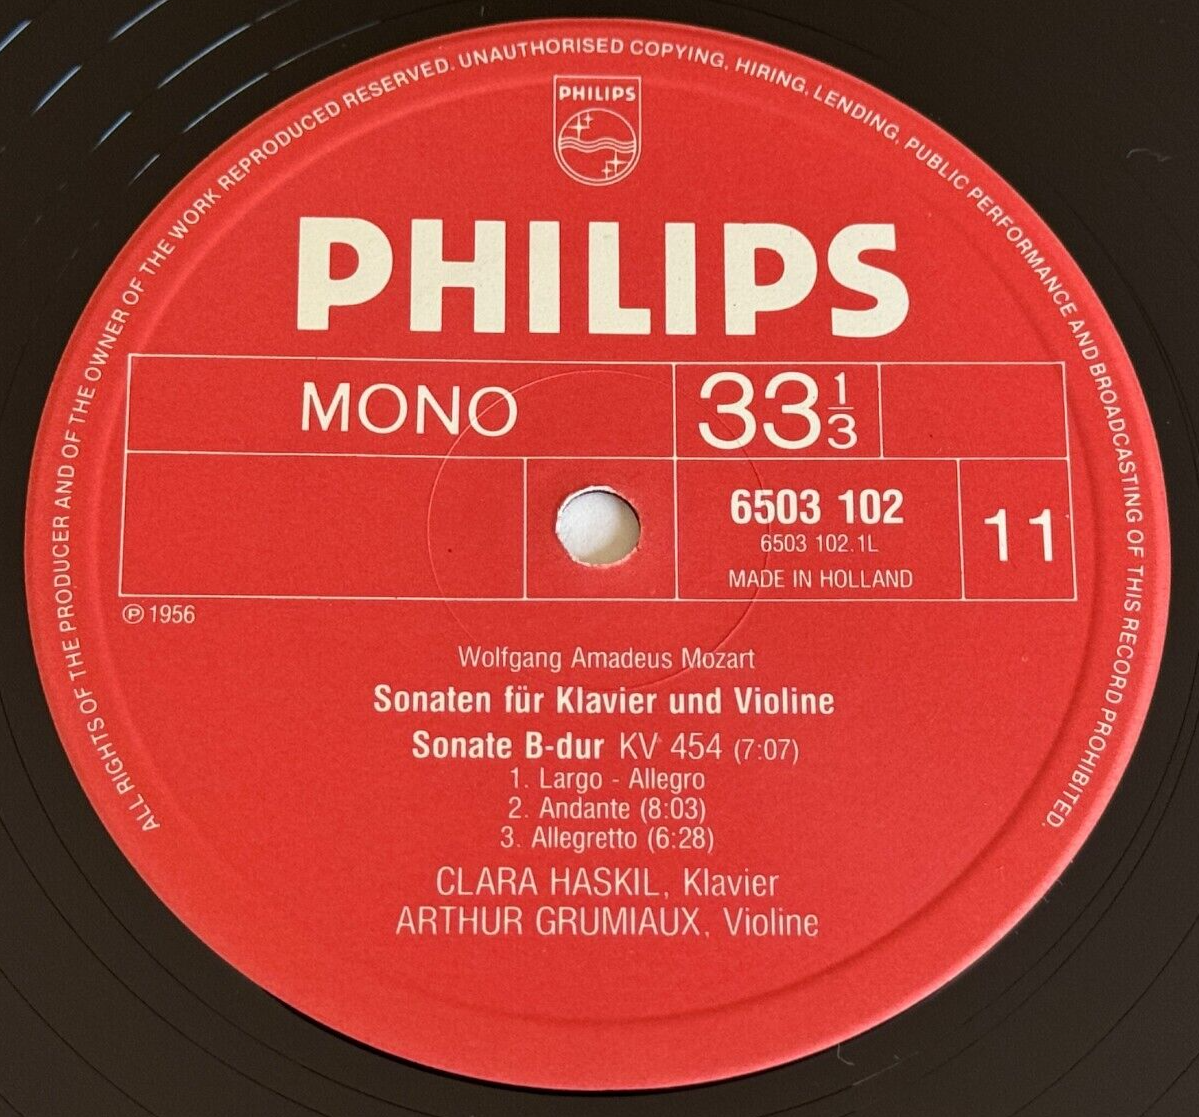 ALL RIGHTS OF THE PRODUCER AND OF THE OWNER OF THE WORK REPRODUCED RESERVED. UNAUTHORISED COPYING, HIRING, LENDING, PUBLIC PERFORMANCE AND BROADCASTING OF THIS RECORD PROHIBITED.
PHILIPS
PHILIPS
MONO
33 1/3
6503 102
6503 102.1L
MADE IN HOLLAND
11
℗ 1956
Wolfgang Amadeus Mozart
Sonaten für Klavier und Violine
Sonate B-dur KV 454 (7:07)
1. Largo - Allegro
2. Andante (8:03)
3. Allegretto (6:28)
CLARA HASKIL, Klavier
ARTHUR GRUMIAUX, Violine